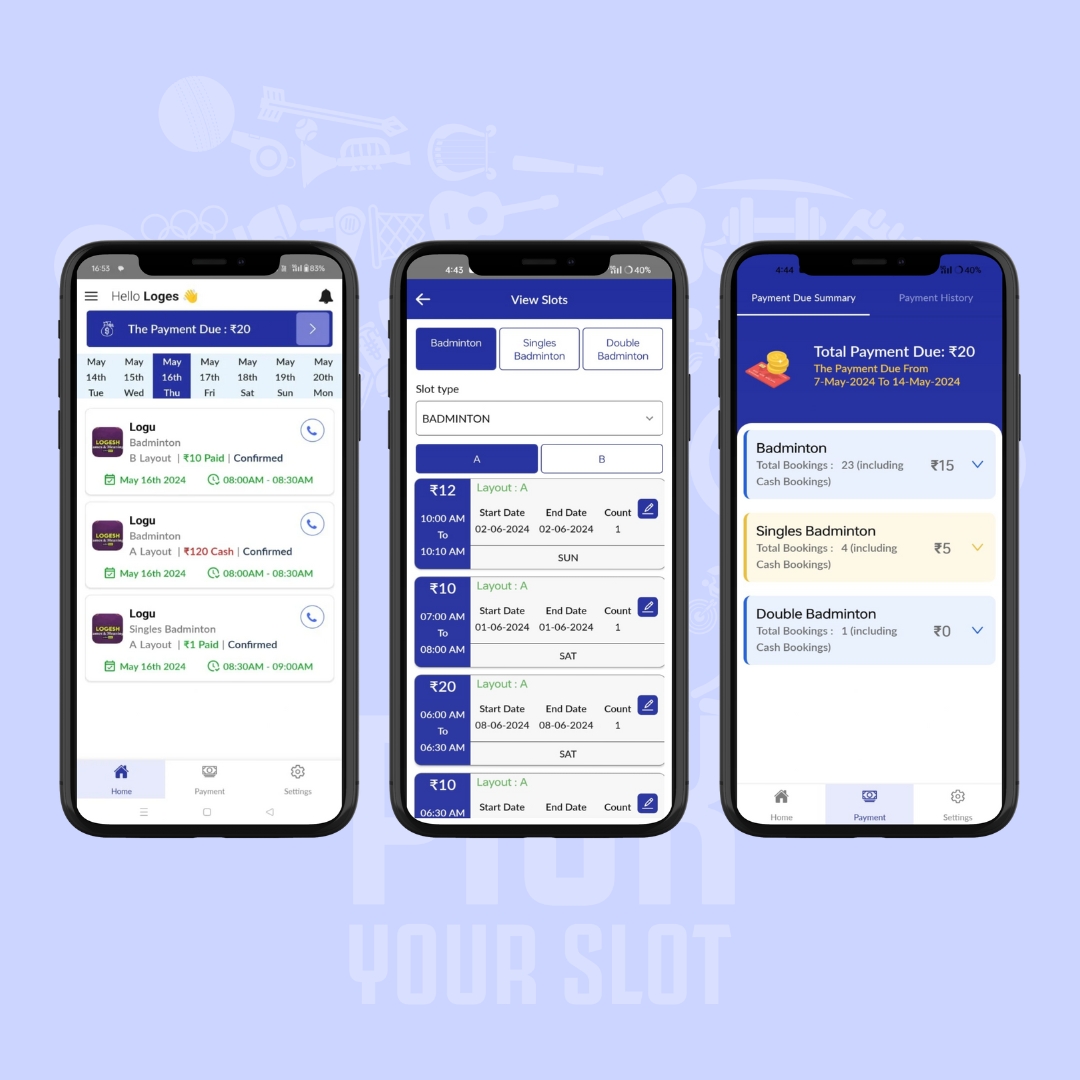 16:53
83%
Hello Loges 👋
The Payment Due : ₹20
May May May May May May May
14th 15th 16th 17th 18th 19th 20th
Tue Wed Thu Fri Sat Sun Mon
LOGESH
Logu
Badminton
B Layout | ₹10 Paid | Confirmed
May 16th 2024 08:00AM - 08:30AM
LOGESH
Logu
Badminton
A Layout | ₹120 Cash | Confirmed
May 16th 2024 08:00AM - 08:30AM
LOGESH
Logu
Singles Badminton
A Layout | ₹1 Paid | Confirmed
May 16th 2024 08:30AM - 09:00AM
Home Payment Settings
4:43
40%
View Slots
Badminton
Singles
Badminton
Double
Badminton
Slot type
BADMINTON
A B
₹12
10:00 AM
To
10:10 AM
Layout : A
Start Date End Date Count
02-06-2024 02-06-2024 1
SUN
₹10
07:00 AM
To
08:00 AM
Layout : A
Start Date End Date Count
01-06-2024 01-06-2024 1
SAT
₹20
06:00 AM
To
06:30 AM
Layout : A
Start Date End Date Count
08-06-2024 08-06-2024 1
SAT
₹10
06:30 AM
Layout : A
Start Date End Date Count
4:44
40%
Payment Due Summary Payment History
Total Payment Due: ₹20
The Payment Due From
7-May-2024 To 14-May-2024
Badminton
Total Bookings : 23 (including
Cash Bookings)
₹15
Singles Badminton
Total Bookings : 4 (including
Cash Bookings)
₹5
Double Badminton
Total Bookings : 1 (including
Cash Bookings)
₹0
Home Payment Settings
YOUR SLOT